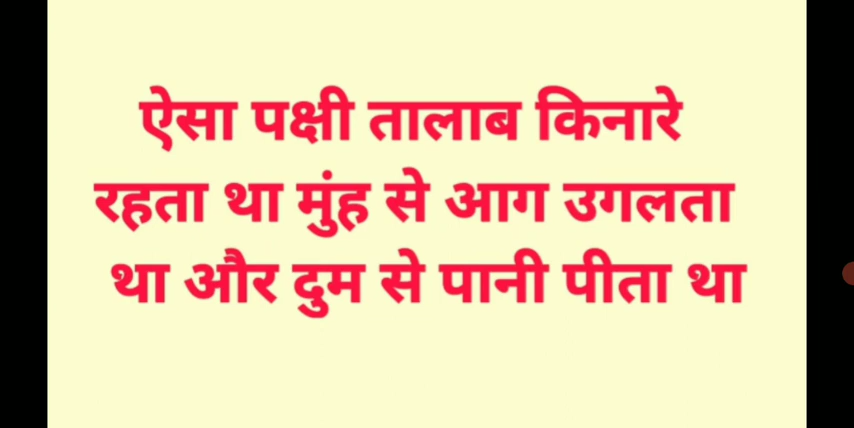 ऐसा पक्षी तालाब किनारे
रहता था मुंह से आग उगलता
था और दुम से पानी पीता था